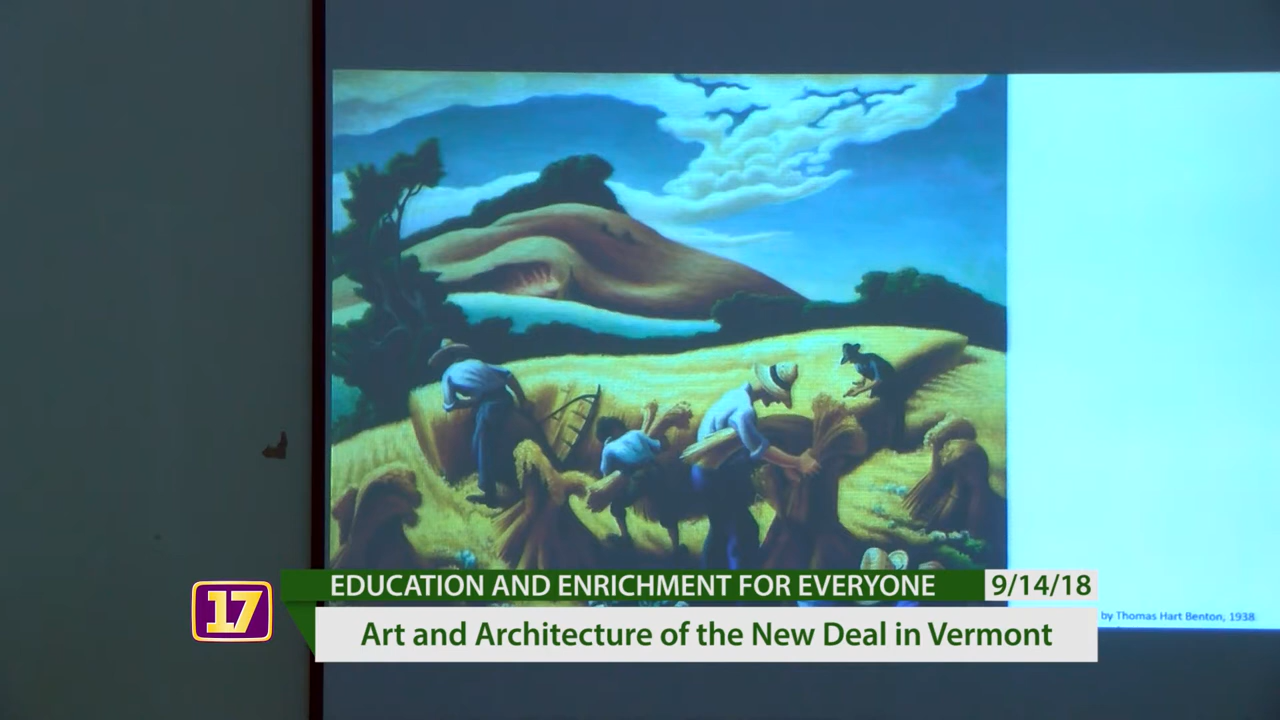 EDUCATION AND ENRICHMENT FOR EVERYONE
9/14/18
17
Art and Architecture of the New Deal in Vermont
by Thomas Hart Benton, 1938